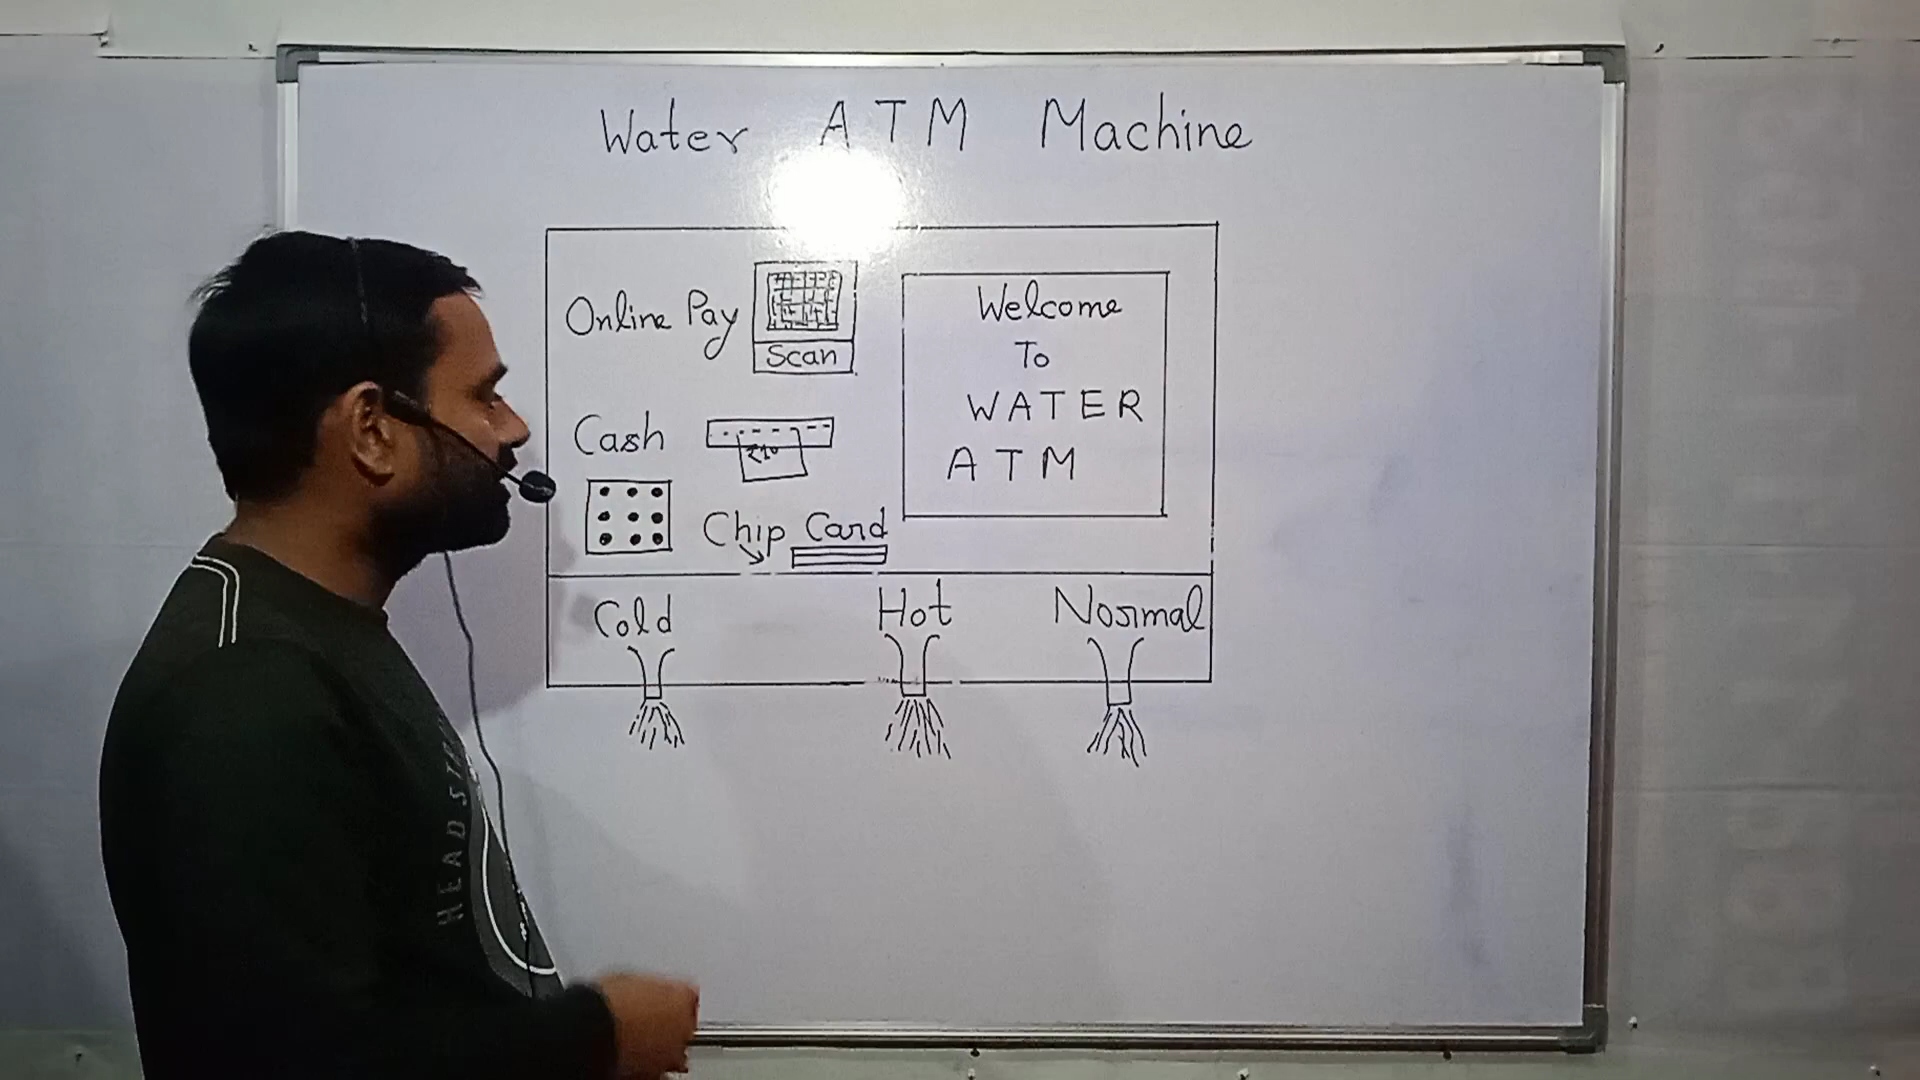 Water ATM Machine
Online Pay
Scan
Welcome
To
WATER
ATM
Cash
₹10
Chip Card
Cold
Hot
Normal